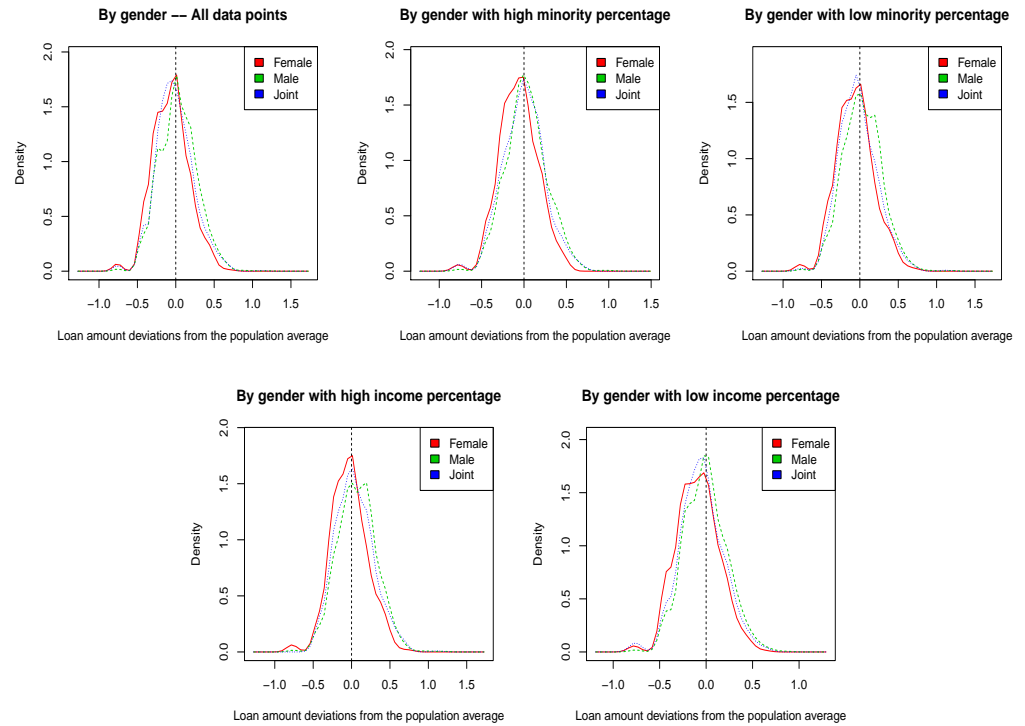 By gender −− All data points
Density
0.0 0.5 1.0 1.5 2.0
Female
Male
Joint
−1.0 −0.5 0.0 0.5 1.0 1.5
Loan amount deviations from the population average
By gender with high minority percentage
Density
0.0 0.5 1.0 1.5 2.0
Female
Male
Joint
−1.0 −0.5 0.0 0.5 1.0 1.5
Loan amount deviations from the population average
By gender with low minority percentage
Density
0.0 0.5 1.0 1.5
Female
Male
Joint
−1.0 −0.5 0.0 0.5 1.0 1.5
Loan amount deviations from the population average
By gender with high income percentage
Density
0.0 0.5 1.0 1.5 2.0
Female
Male
Joint
−1.0 −0.5 0.0 0.5 1.0 1.5
Loan amount deviations from the population average
By gender with low income percentage
Density
0.0 0.5 1.0 1.5 2.0
Female
Male
Joint
−1.0 −0.5 0.0 0.5 1.0
Loan amount deviations from the population average